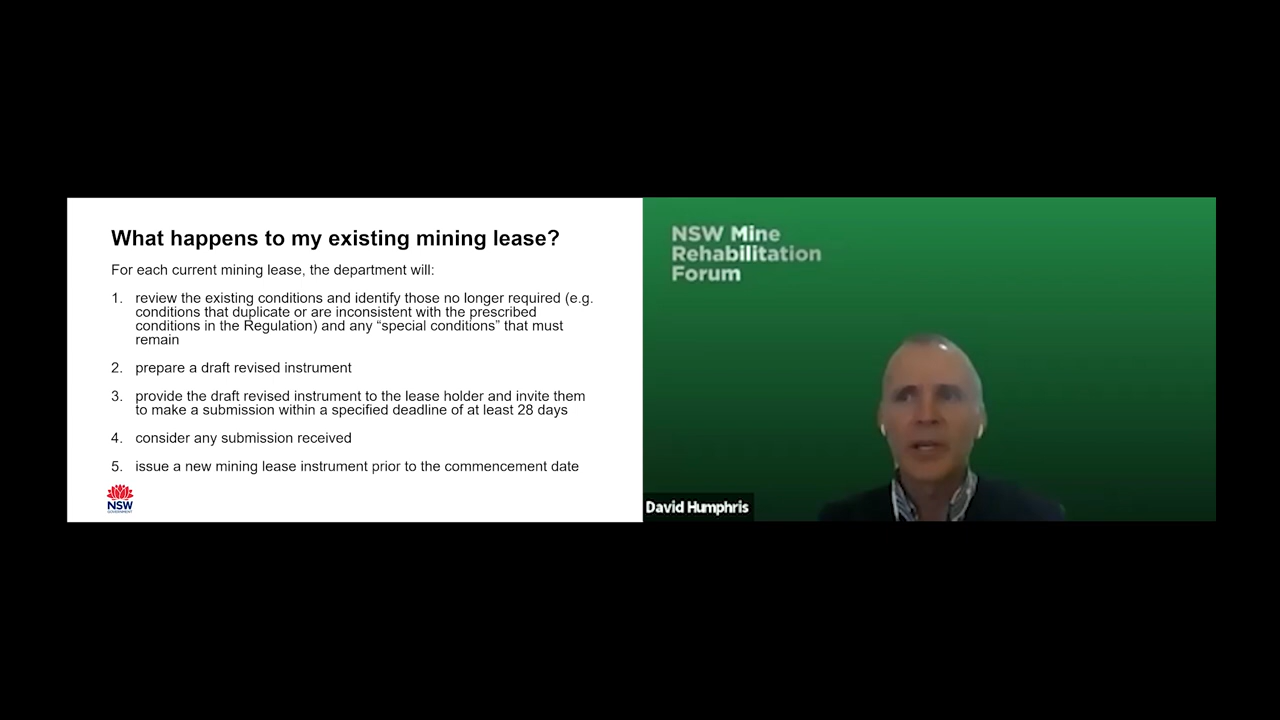 What happens to my existing mining lease?
For each current mining lease, the department will:
1. review the existing conditions and identify those no longer required (e.g.
conditions that duplicate or are inconsistent with the prescribed
conditions in the Regulation) and any “special conditions” that must
remain
2. prepare a draft revised instrument
3. provide the draft revised instrument to the lease holder and invite them
to make a submission within a specified deadline of at least 28 days
4. consider any submission received
5. issue a new mining lease instrument prior to the commencement date
NSW
GOVERNMENT
NSW Mine
Rehabilitation
Forum
David Humphris